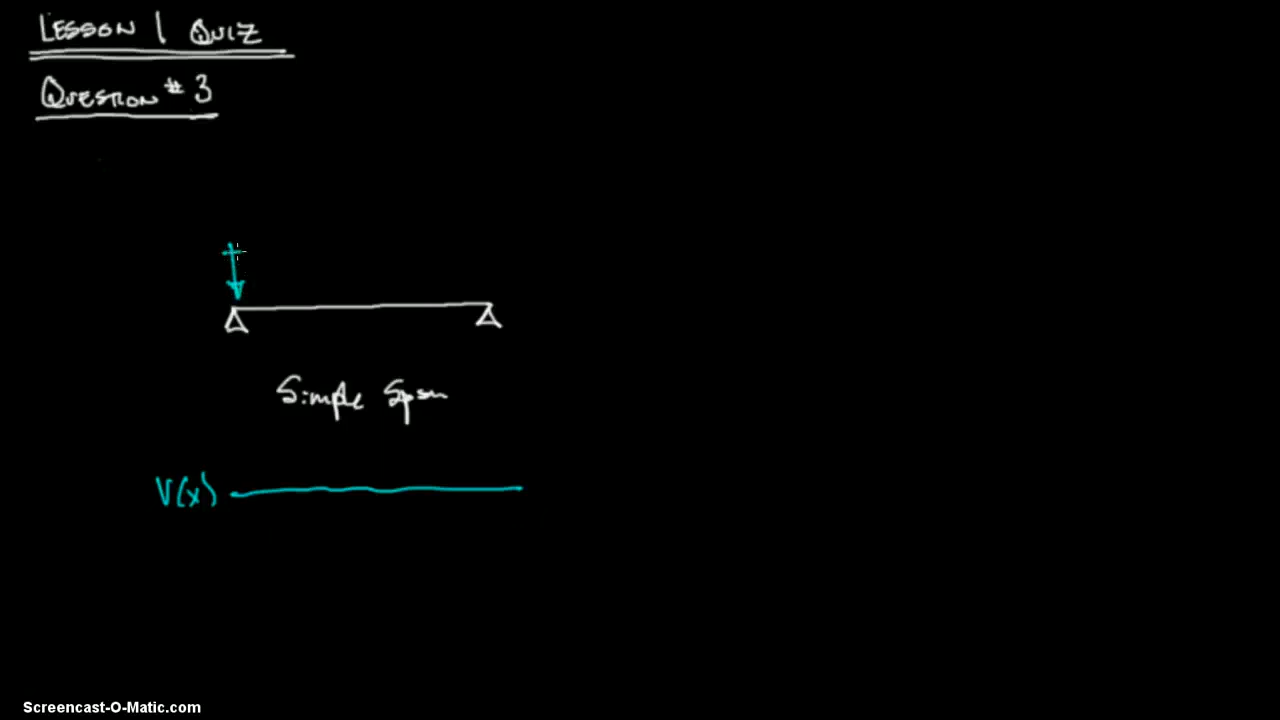 LESSON 1 QUIZ
QUESTION # 3
Simple Span
V(x)
Screencast-O-Matic.com